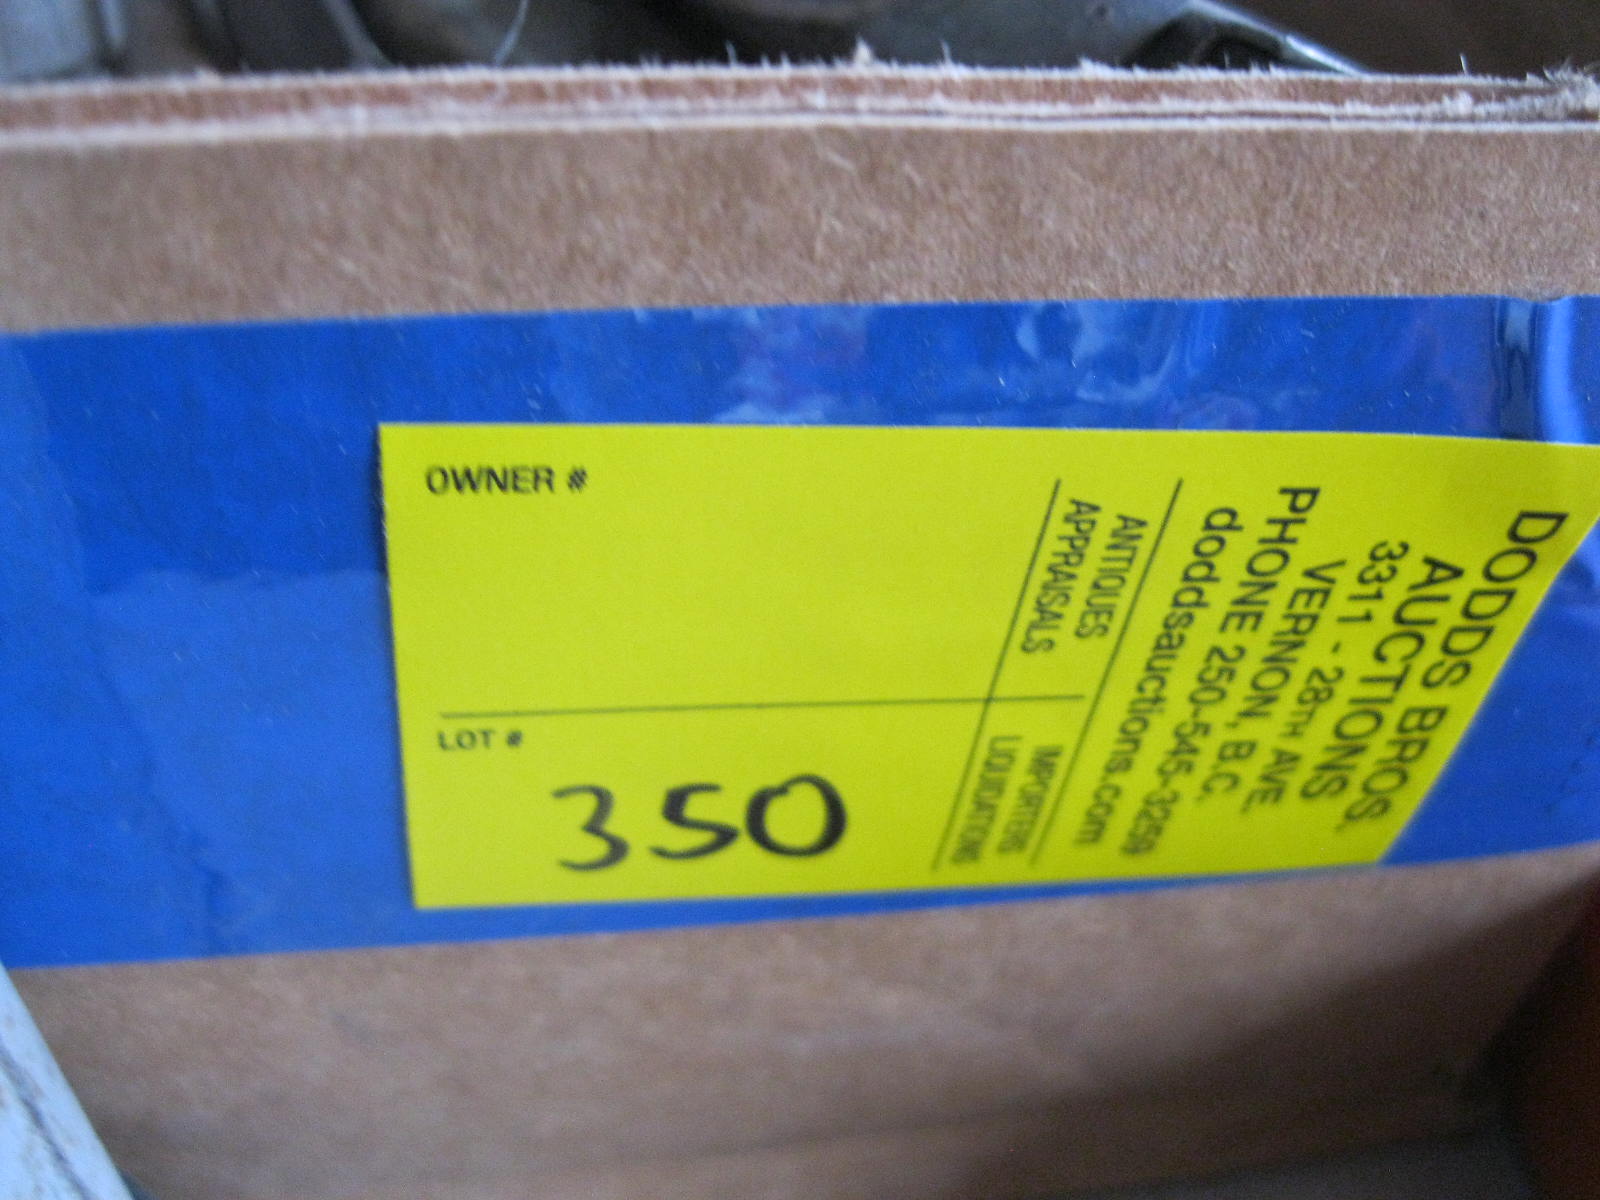 OWNER #
LOT #
350
DODDS BROS.
AUCTIONS
3311 - 28TH AVE.
VERNON, B.C.
PHONE 250-545-3259
doddsauctions.com
ANTIQUES IMPORTERS
APPRAISALS LIQUIDATIONS